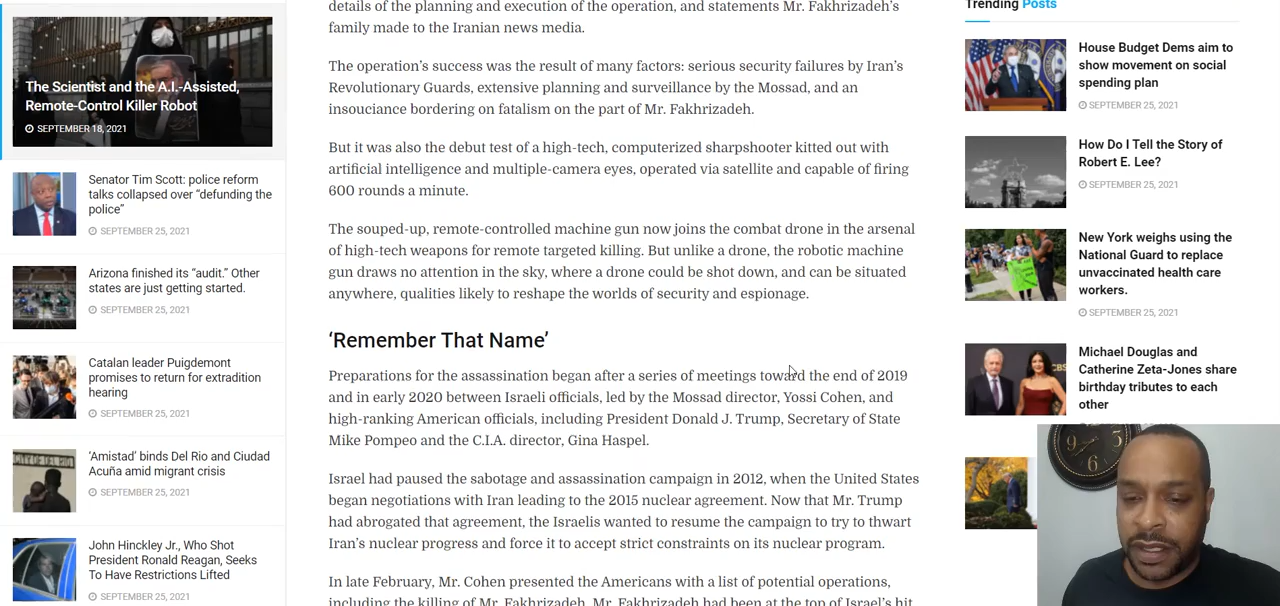 The Scientist and the A.I.-Assisted,
Remote-Control Killer Robot
SEPTEMBER 18, 2021
Senator Tim Scott: police reform
talks collapsed over “defunding the
police”
SEPTEMBER 25, 2021
Arizona finished its “audit.” Other
states are just getting started.
SEPTEMBER 25, 2021
Catalan leader Puigdemont
promises to return for extradition
hearing
SEPTEMBER 25, 2021
‘Amistad’ binds Del Rio and Ciudad
Acuña amid migrant crisis
SEPTEMBER 25, 2021
John Hinckley Jr., Who Shot
President Ronald Reagan, Seeks
To Have Restrictions Lifted
SEPTEMBER 25, 2021
details of the planning and execution of the operation, and statements Mr. Fakhrizadeh’s
family made to the Iranian news media.
The operation’s success was the result of many factors: serious security failures by Iran’s
Revolutionary Guards, extensive planning and surveillance by the Mossad, and an
insouciance bordering on fatalism on the part of Mr. Fakhrizadeh.
But it was also the debut test of a high-tech, computerized sharpshooter kitted out with
artificial intelligence and multiple-camera eyes, operated via satellite and capable of firing
600 rounds a minute.
The souped-up, remote-controlled machine gun now joins the combat drone in the arsenal
of high-tech weapons for remote targeted killing. But unlike a drone, the robotic machine
gun draws no attention in the sky, where a drone could be shot down, and can be situated
anywhere, qualities likely to reshape the worlds of security and espionage.
‘Remember That Name’
Preparations for the assassination began after a series of meetings toward the end of 2019
and in early 2020 between Israeli officials, led by the Mossad director, Yossi Cohen, and
high-ranking American officials, including President Donald J. Trump, Secretary of State
Mike Pompeo and the C.I.A. director, Gina Haspel.
Israel had paused the sabotage and assassination campaign in 2012, when the United States
began negotiations with Iran leading to the 2015 nuclear agreement. Now that Mr. Trump
had abrogated that agreement, the Israelis wanted to resume the campaign to try to thwart
Iran’s nuclear progress and force it to accept strict constraints on its nuclear program.
In late February, Mr. Cohen presented the Americans with a list of potential operations,
including the killing of Mr. Fakhrizadeh. Mr. Fakhrizadeh had been at the top of Israel’s hit
Trending Posts
House Budget Dems aim to
show movement on social
spending plan
SEPTEMBER 25, 2021
How Do I Tell the Story of
Robert E. Lee?
SEPTEMBER 25, 2021
New York weighs using the
National Guard to replace
unvaccinated health care
workers.
SEPTEMBER 25, 2021
Michael Douglas and
Catherine Zeta-Jones share
birthday tributes to each
other